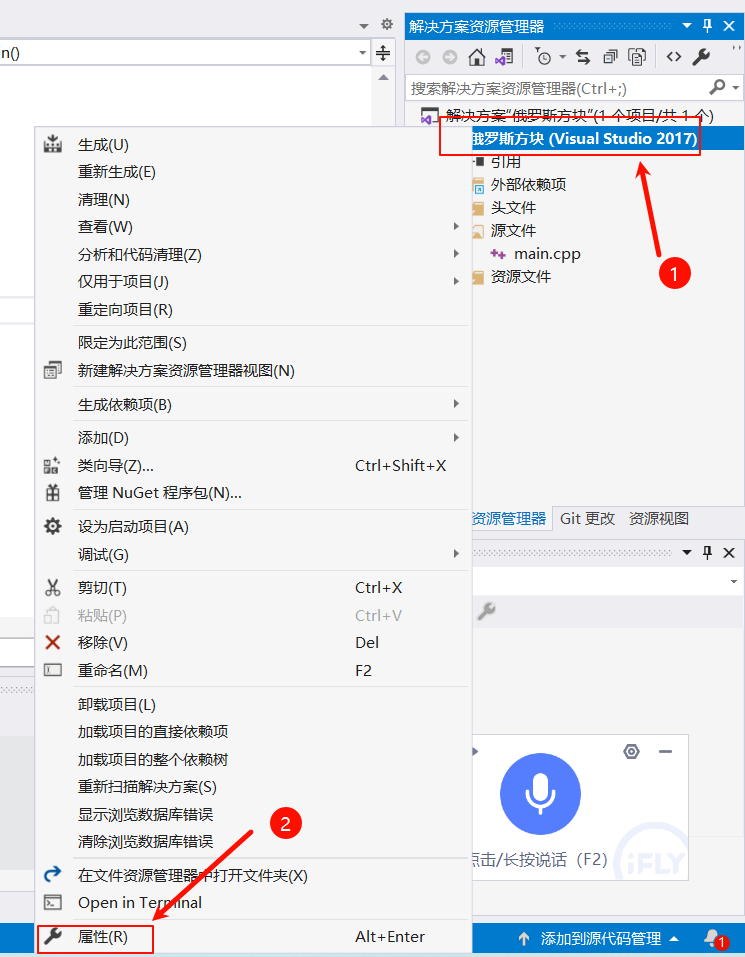 n()
解决方案资源管理器
搜索解决方案资源管理器(Ctrl+;)
解决方案“俄罗斯方块”(1 个项目/共 1 个)
俄罗斯方块 (Visual Studio 2017)
引用
外部依赖项
头文件
源文件
main.cpp
资源文件
1
生成(U)
重新生成(E)
清理(N)
查看(W)
分析和代码清理(Z)
仅用于项目(J)
重定向项目(R)
限定为此范围(S)
新建解决方案资源管理器视图(N)
生成依赖项(B)
添加(D)
类向导(Z)... Ctrl+Shift+X
管理 NuGet 程序包(N)...
设为启动项目(A)
调试(G)
剪切(T) Ctrl+X
粘贴(P) Ctrl+V
移除(V) Del
重命名(M) F2
卸载项目(L)
加载项目的直接依赖项
加载项目的整个依赖树
重新扫描解决方案(S)
显示浏览数据库错误
清除浏览数据库错误
2
在文件资源管理器中打开文件夹(X)
Open in Terminal
属性(R) Alt+Enter
资源管理器 Git 更改 资源视图
点击/长按说话（F2）
iFLY
添加到源代码管理
1